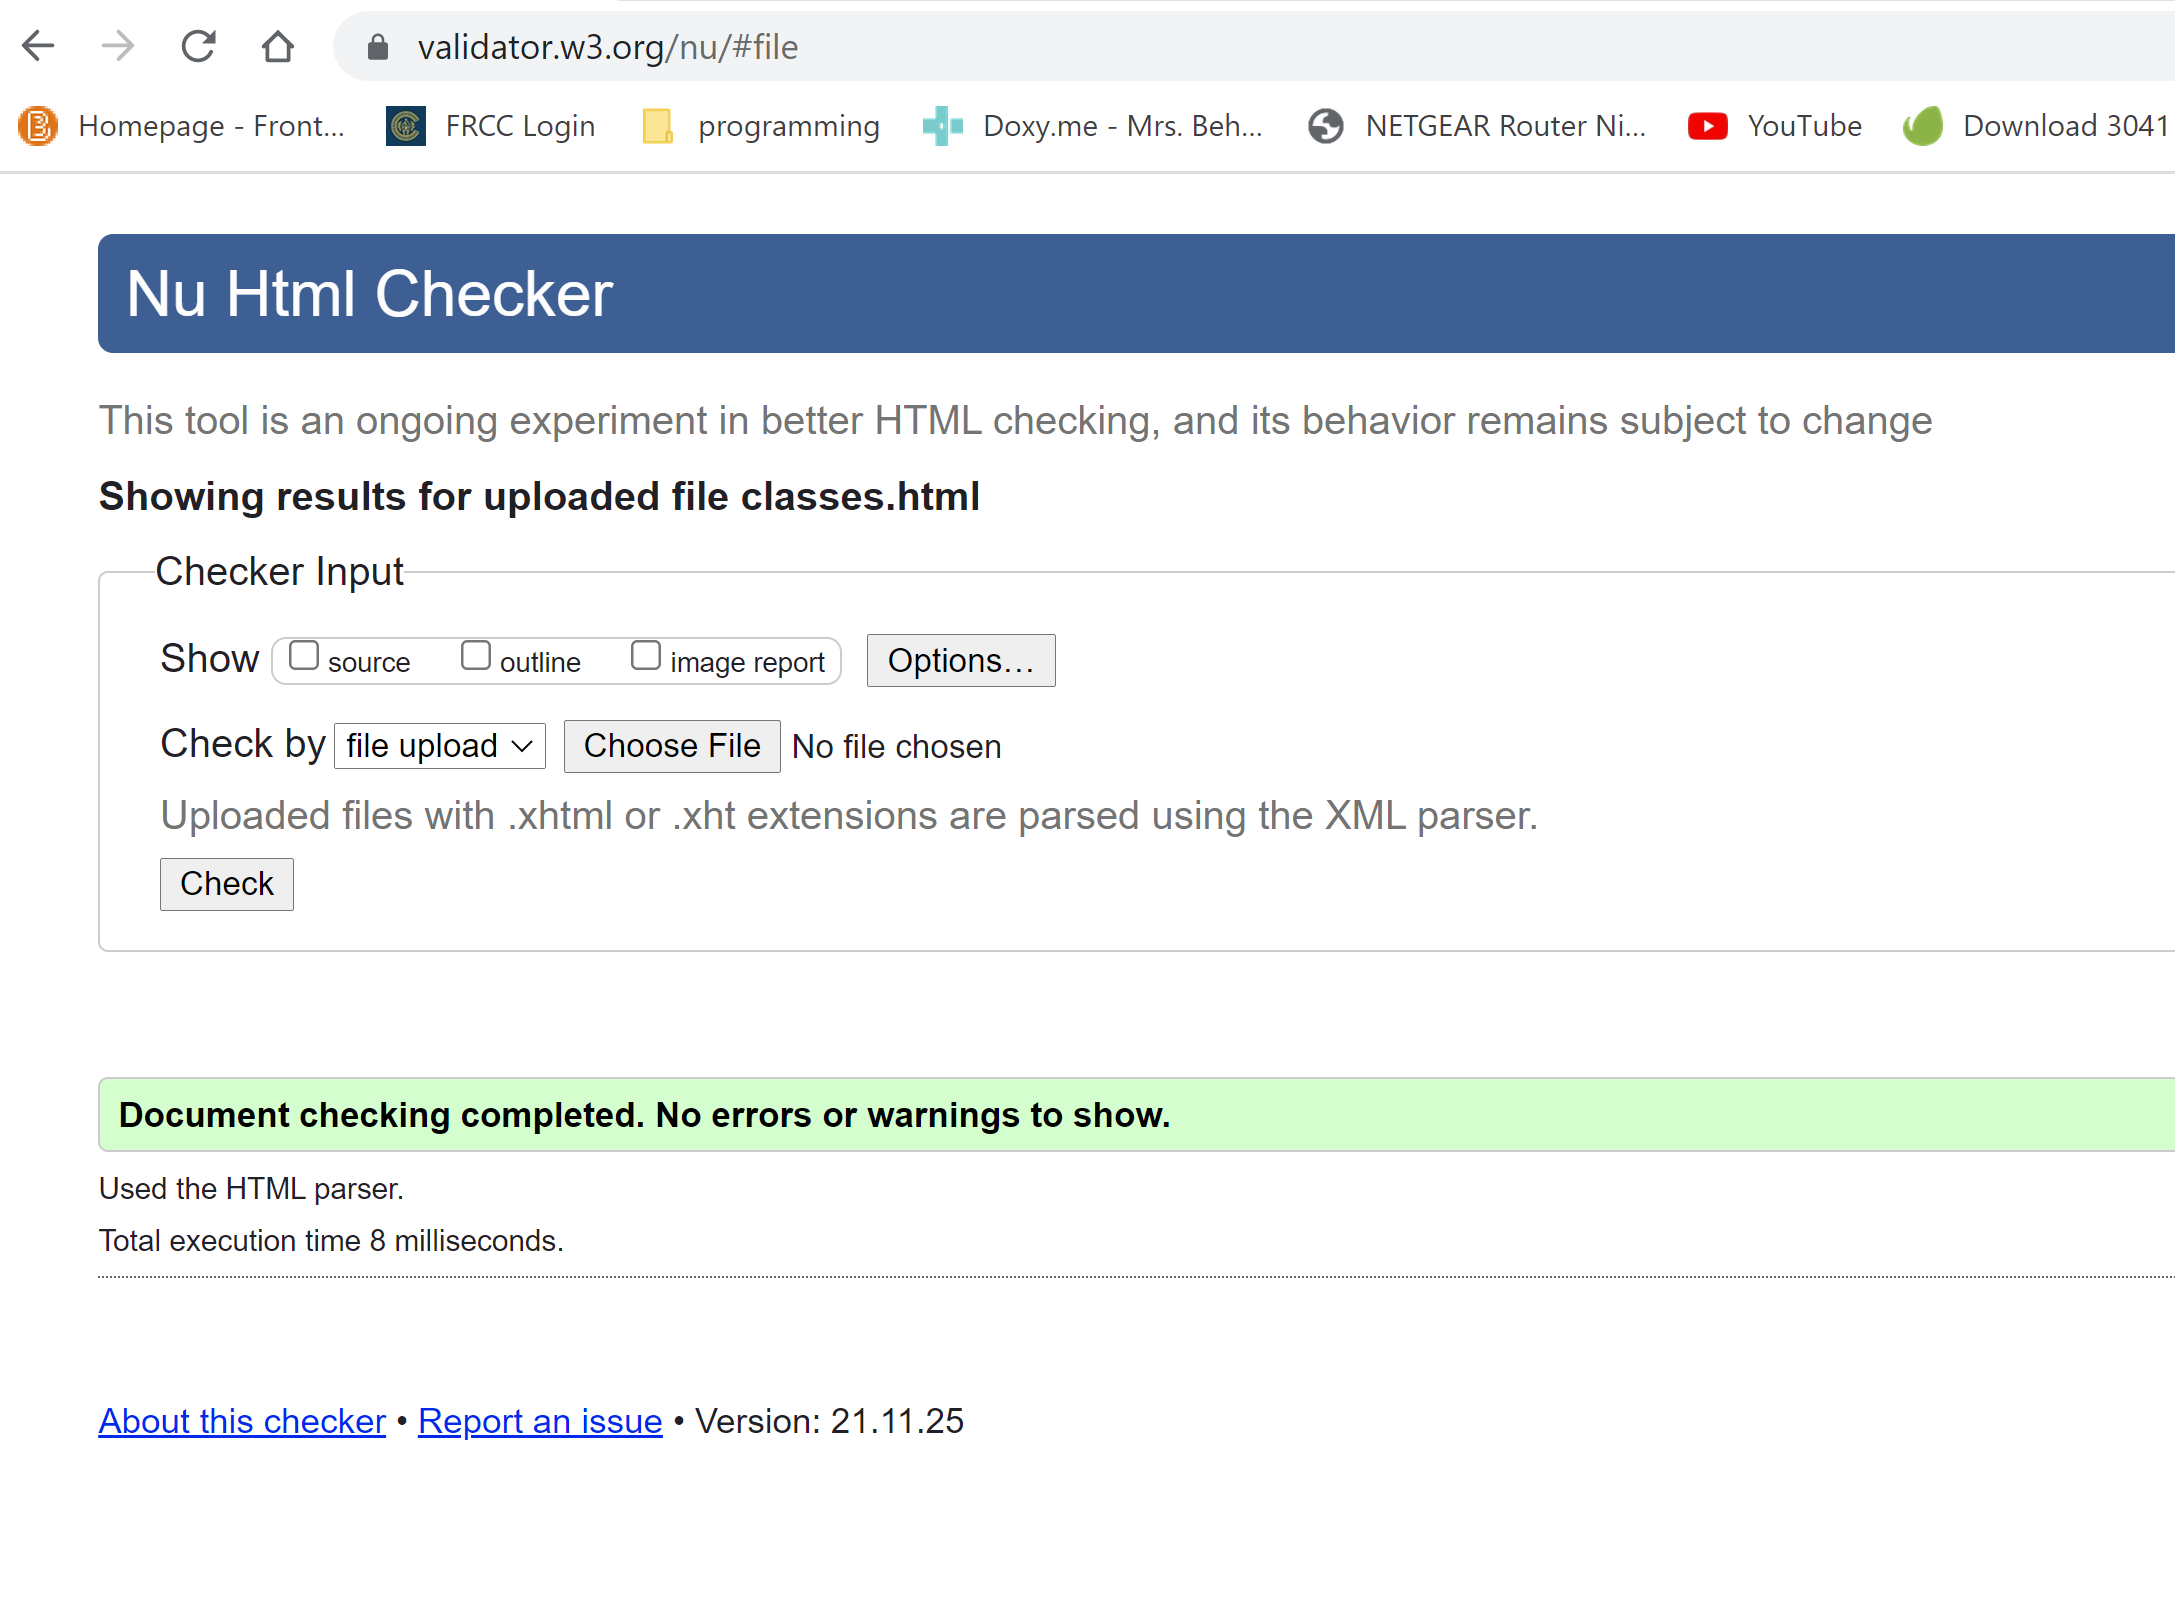 validator.w3.org/nu/#file
Homepage - Front... FRCC Login programming Doxy.me - Mrs. Beh... NETGEAR Router Ni... YouTube Download 3041
Nu Html Checker
This tool is an ongoing experiment in better HTML checking, and its behavior remains subject to change
Showing results for uploaded file classes.html
Checker Input
Show source outline image report Options...
Check by file upload Choose File No file chosen
Uploaded files with .xhtml or .xht extensions are parsed using the XML parser.
Check
Document checking completed. No errors or warnings to show.
Used the HTML parser.
Total execution time 8 milliseconds.
About this checker • Report an issue • Version: 21.11.25